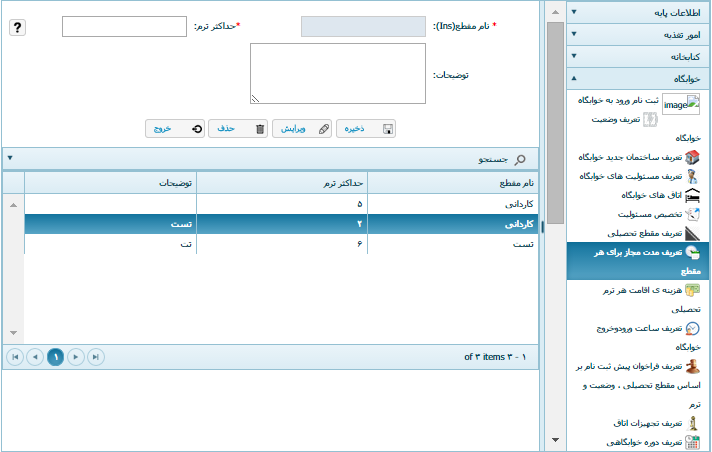 اطلاعات پایه
امور تغذیه
کتابخانه
خوابگاه
image
ثبت نام ورود به خوابگاه
تعریف وضعیت
خوابگاه
تعریف ساختمان جدید خوابگاه
تعریف مسئولیت های خوابگاه
اتاق های خوابگاه
تخصیص مسئولیت
تعریف مقطع تحصیلی
تعریف مدت مجاز برای هر
مقطع
هزینه ی اقامت هر ترم
تحصیلی
تعریف ساعت ورودوخروج
خوابگاه
تعریف فراخوان پیش ثبت نام بر
اساس مقطع تحصیلی ، وضعیت و
ترم
تعریف تجهیزات اتاق
تعریف دوره خوابگاهی
* نام مقطع(Ins): *حداکثر ترم: ?
توضیحات:
ذخیره ویرایش حذف خروج
جستجو
نام مقطع حداکثر ترم توضیحات
کاردانی ۵
کاردانی ۴ تست
تست ۶ تت
۱ - ۳ of ۳ items
۱